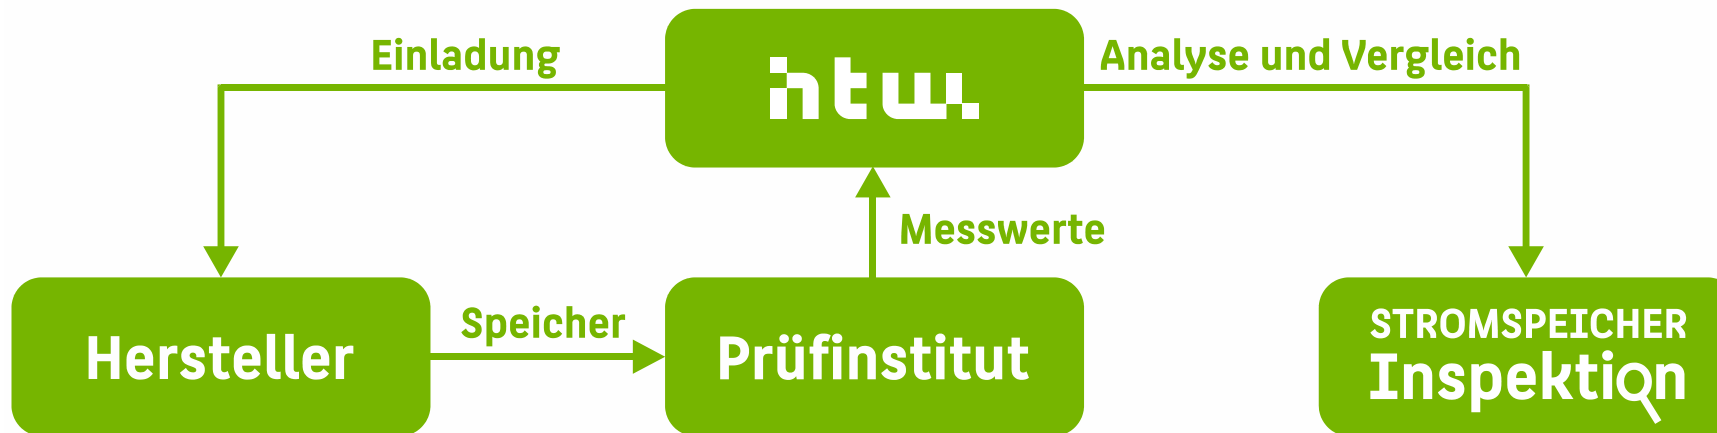 Einladung
htw.
Analyse und Vergleich
Messwerte
Hersteller
Speicher
Prüfinstitut
STROMSPEICHER
Inspektion